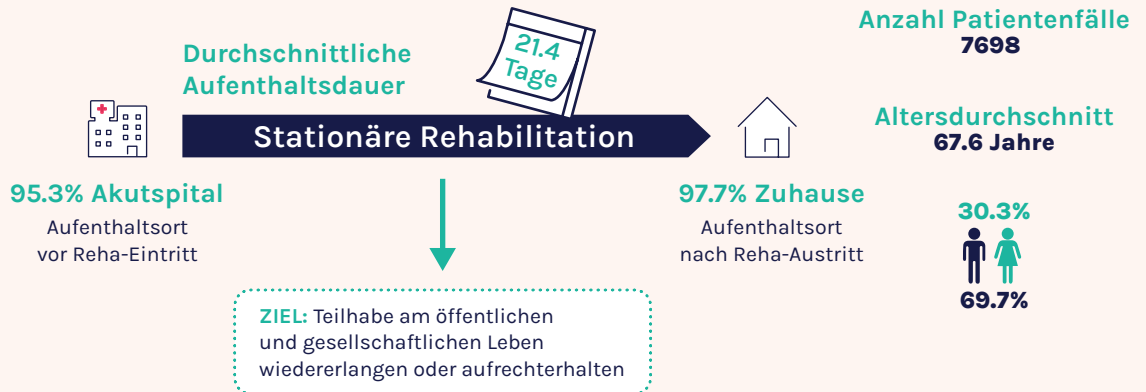 Durchschnittliche
Aufenthaltsdauer
21.4
Tage
Stationäre Rehabilitation
95.3% Akutspital
Aufenthaltsort
vor Reha-Eintritt
97.7% Zuhause
Aufenthaltsort
nach Reha-Austritt
ZIEL: Teilhabe am öffentlichen
und gesellschaftlichen Leben
wiedererlangen oder aufrechterhalten
Anzahl Patientenfälle
7698
Altersdurchschnitt
67.6 Jahre
30.3%
69.7%